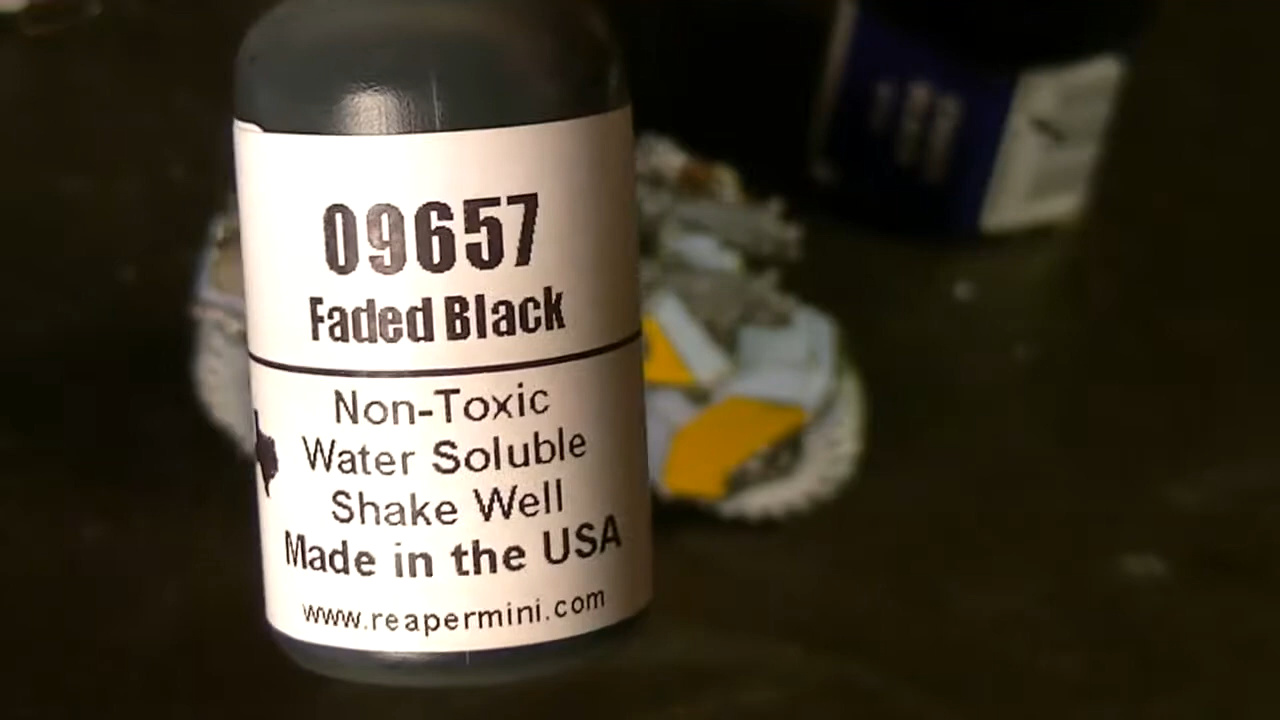 09657
Faded Black
Non-Toxic
Water Soluble
Shake Well
Made in the USA
www.reapermini.com